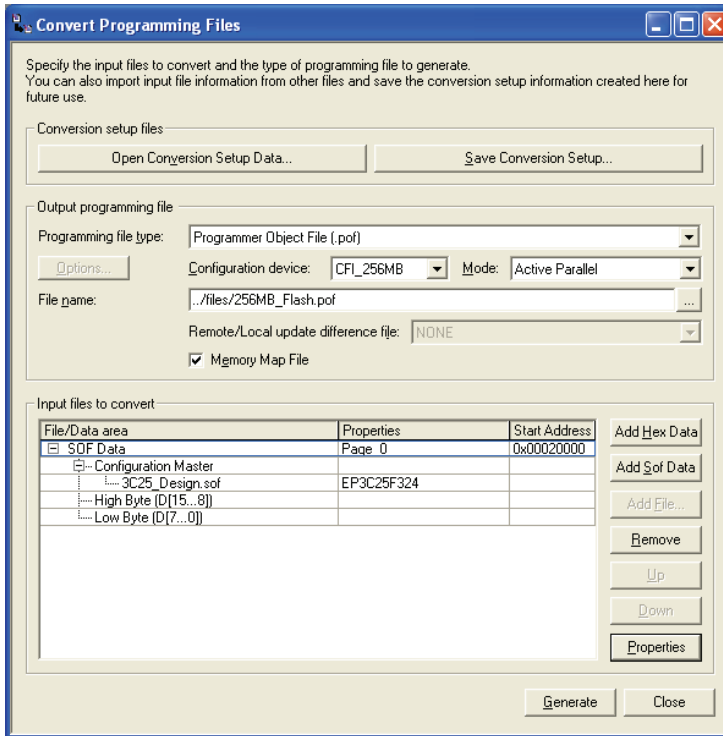 Convert Programming Files
Specify the input files to convert and the type of programming file to generate.
You can also import input file information from other files and save the conversion setup information created here for
future use.
Conversion setup files
Open Conversion Setup Data...
Save Conversion Setup...
Output programming file
Programming file type:
Programmer Object File (.pof)
Options...
Configuration device:
CFI_256MB
Mode:
Active Parallel
File name:
../files/256MB_Flash.pof
...
Remote/Local update difference file:
NONE
Memory Map File
Input files to convert
File/Data area Properties Start Address
SOF Data Page_0 0x00020000
Configuration Master
3C25_Design.sof EP3C25F324
High Byte (D[15...8])
Low Byte (D[7...0])
Add Hex Data
Add Sof Data
Add File...
Remove
Up
Down
Properties
Generate
Close